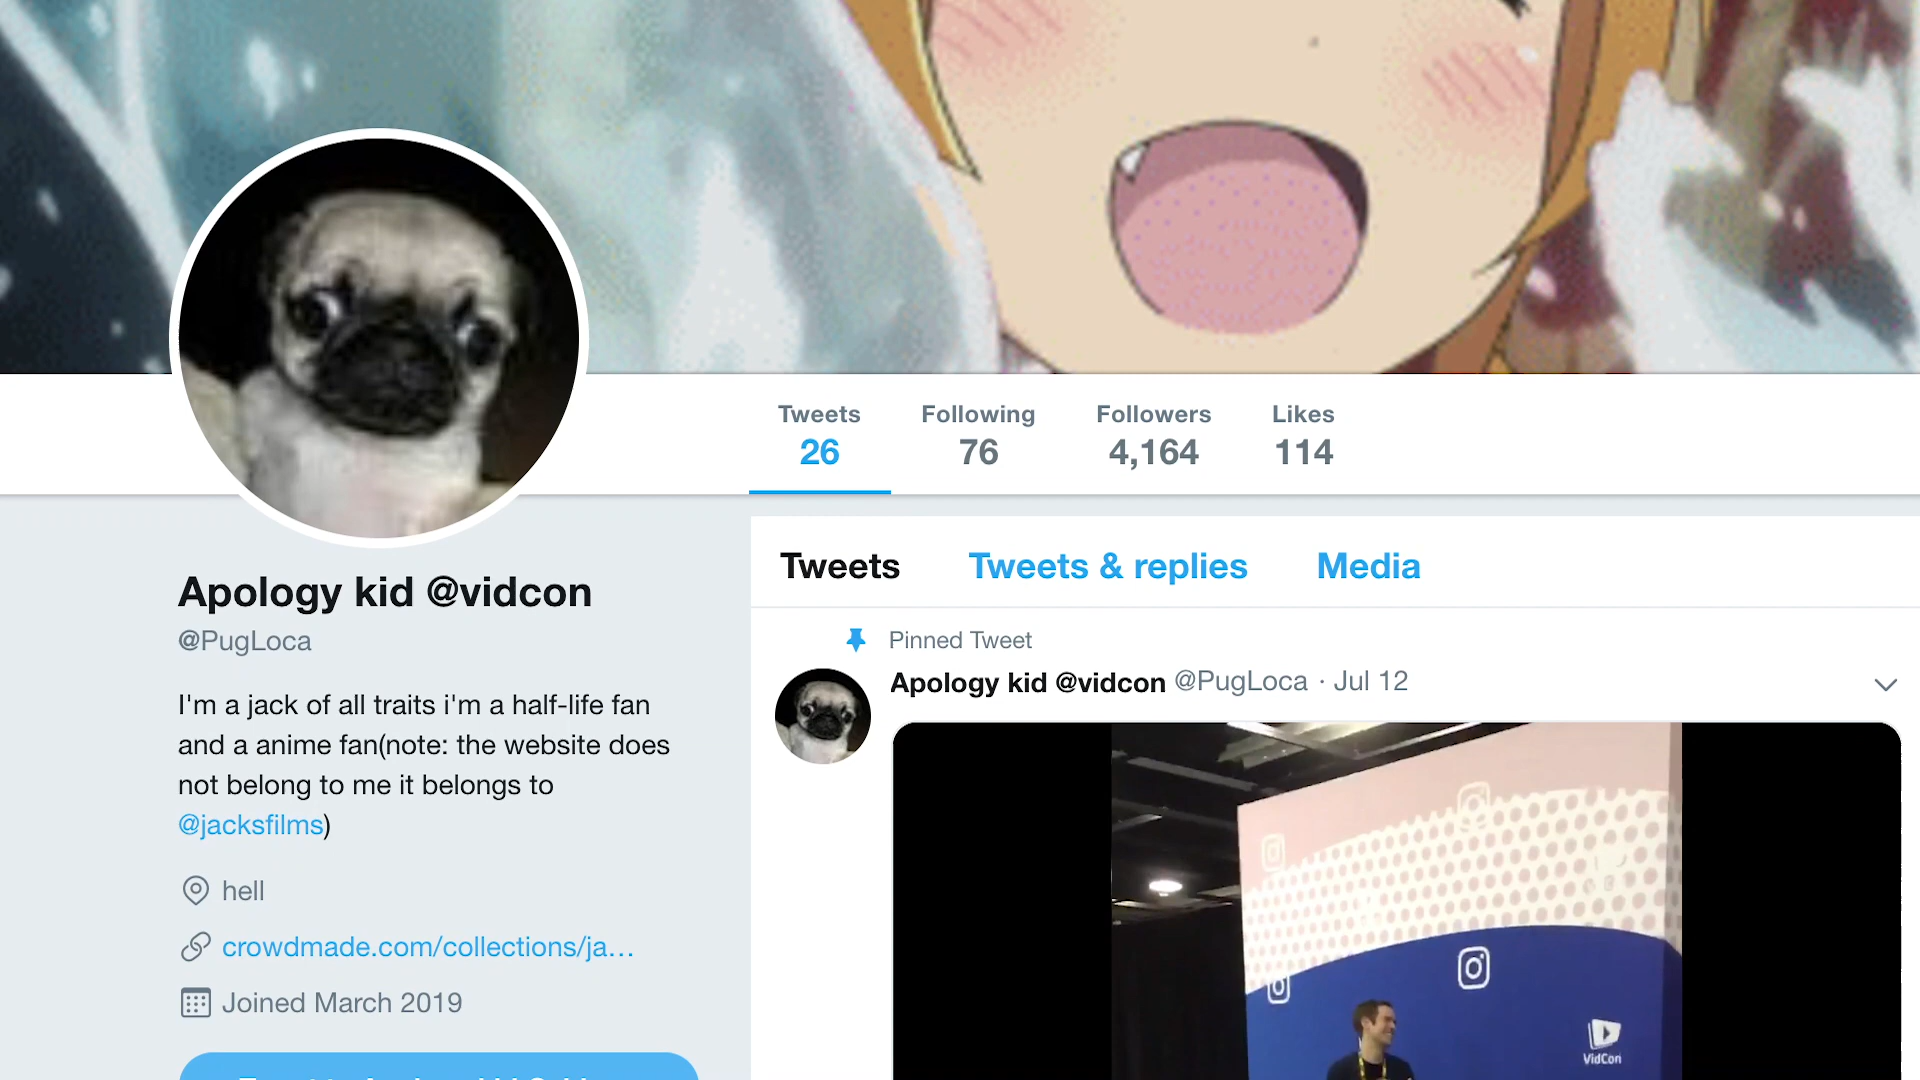 Tweets Following Followers Likes
26 76 4,164 114
Apology kid @vidcon
@PugLoca
I'm a jack of all traits i'm a half-life fan
and a anime fan(note: the website does
not belong to me it belongs to
@jacksfilms)
hell
crowdmade.com/collections/ja…
Joined March 2019
Tweets Tweets & replies Media
Pinned Tweet
Apology kid @vidcon @PugLoca · Jul 12
VidCon